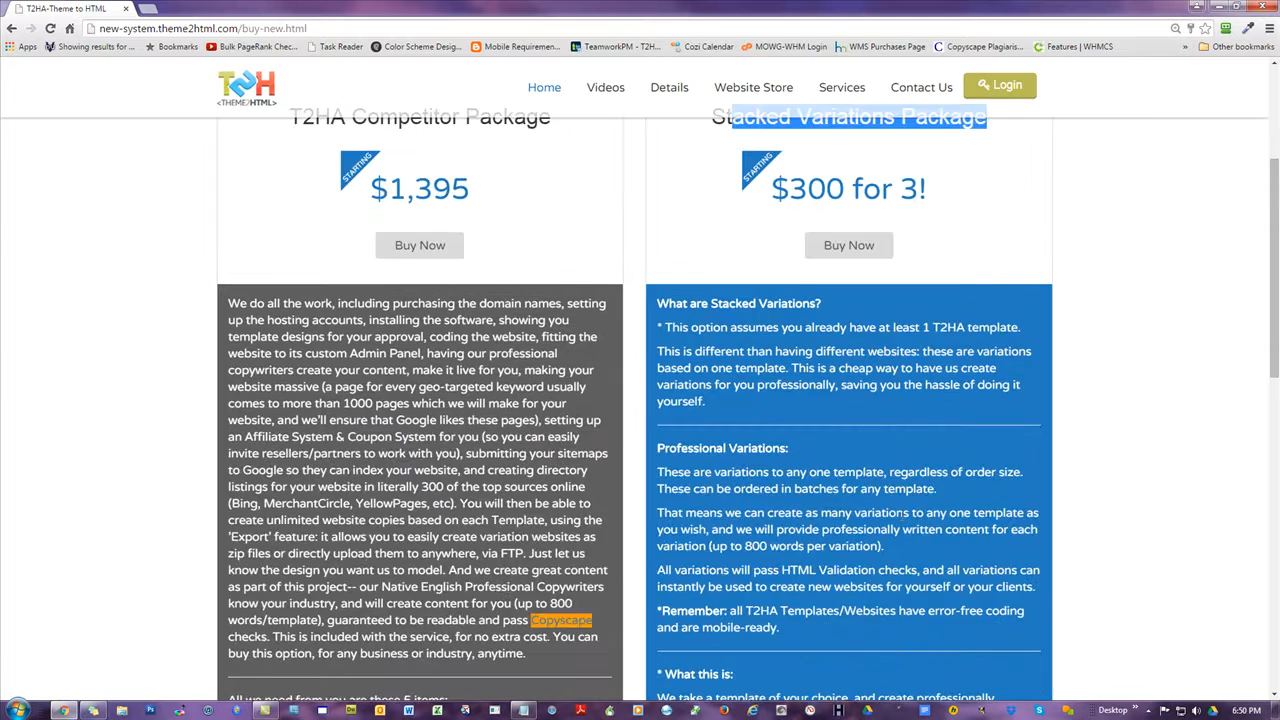 T2HA-Theme to HTML
new-system.theme2html.com/buy-new.html
Apps
Showing results for
Bookmarks
Bulk PageRank Chec...
Task Reader
Color Scheme Design...
Mobile Requiremen...
TeamworkPM - T2H...
Cozi Calendar
MOWG-WHM Login
WMS Purchases Page
Copyscape Plagiaris...
Features | WHMCS
»
Other bookmarks
T2H
<THEME2HTML>
Home
Videos
Details
Website Store
Services
Contact Us
Login
T2HA Competitor Package
STARTING
$1,395
Buy Now
We do all the work, including purchasing the domain names, setting
up the hosting accounts, installing the software, showing you
template designs for your approval, coding the website, fitting the
website to its custom Admin Panel, having our professional
copywriters create your content, make it live for you, making your
website massive (a page for every geo-targeted keyword usually
comes to more than 1000 pages which we will make for your
website, and we'll ensure that Google likes these pages), setting up
an Affiliate System & Coupon System for you (so you can easily
invite resellers/partners to work with you), submitting your sitemaps
to Google so they can index your website, and creating directory
listings for your website in literally 300 of the top sources online
(Bing, MerchantCircle, YellowPages, etc). You will then be able to
create unlimited website copies based on each Template, using the
'Export' feature: it allows you to easily create variation websites as
zip files or directly upload them to anywhere, via FTP. Just let us
know the design you want us to model. And we create great content
as part of this project-- our Native English Professional Copywriters
know your industry, and will create content for you (up to 800
words/template), guaranteed to be readable and pass Copyscape
checks. This is included with the service, for no extra cost. You can
buy this option, for any business or industry, anytime.
All we need from you are these 5 items:
Stacked Variations Package
STARTING
$300 for 3!
Buy Now
What are Stacked Variations?
* This option assumes you already have at least 1 T2HA template.
This is different than having different websites: these are variations
based on one template. This is a cheap way to have us create
variations for you professionally, saving you the hassle of doing it
yourself.
Professional Variations:
These are variations to any one template, regardless of order size.
These can be ordered in batches for any template.
That means we can create as many variations to any one template as
you wish, and we will provide professionally written content for each
variation (up to 800 words per variation).
All variations will pass HTML Validation checks, and all variations can
instantly be used to create new websites for yourself or your clients.
*Remember: all T2HA Templates/Websites have error-free coding
and are mobile-ready.
* What this is:
We take a template of your choice, and create professionally
Desktop
»
6:50 PM